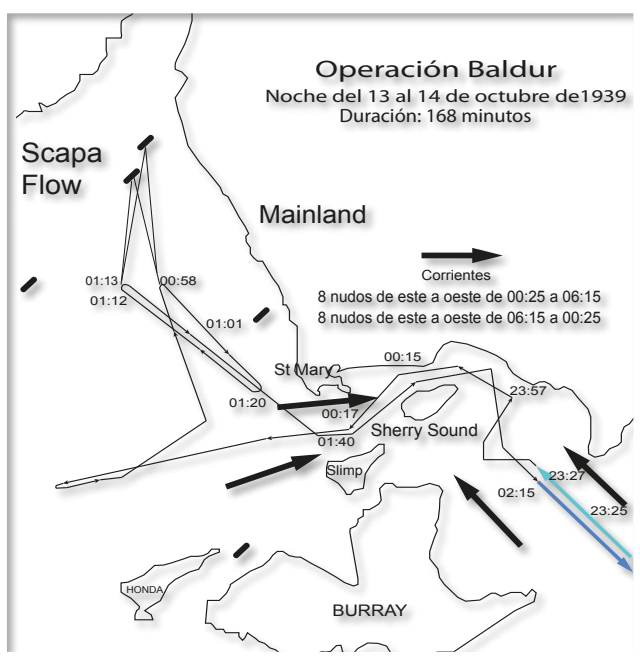 Operación Baldur
Noche del 13 al 14 de octubre de1939
Duración: 168 minutos
Scapa
Flow
Mainland
Corrientes
8 nudos de este a oeste de 00:25 a 06:15
8 nudos de este a oeste de 06:15 a 00:25
01:13
00:58
01:12
01:01
St Mary
00:15
01:20
00:17
23:57
01:40
Sherry Sound
Slimp
23:27
02:15
23:25
HONDA
BURRAY